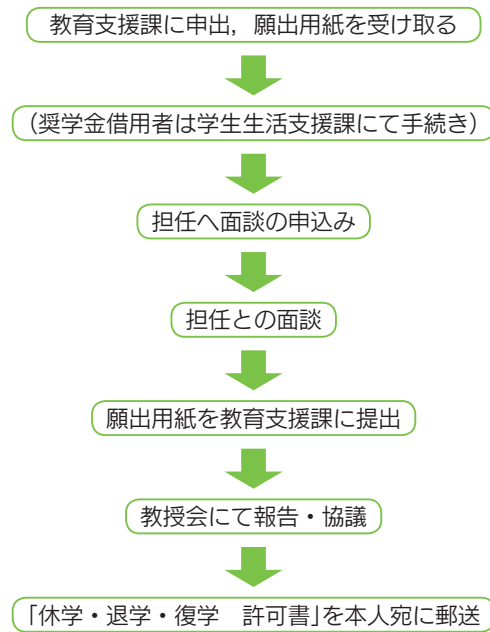 教育支援課に申出，願出用紙を受け取る
（奨学金借用者は学生生活支援課にて手続き）
担任へ面談の申込み
担任との面談
願出用紙を教育支援課に提出
教授会にて報告・協議
「休学・退学・復学　許可書」を本人宛に郵送